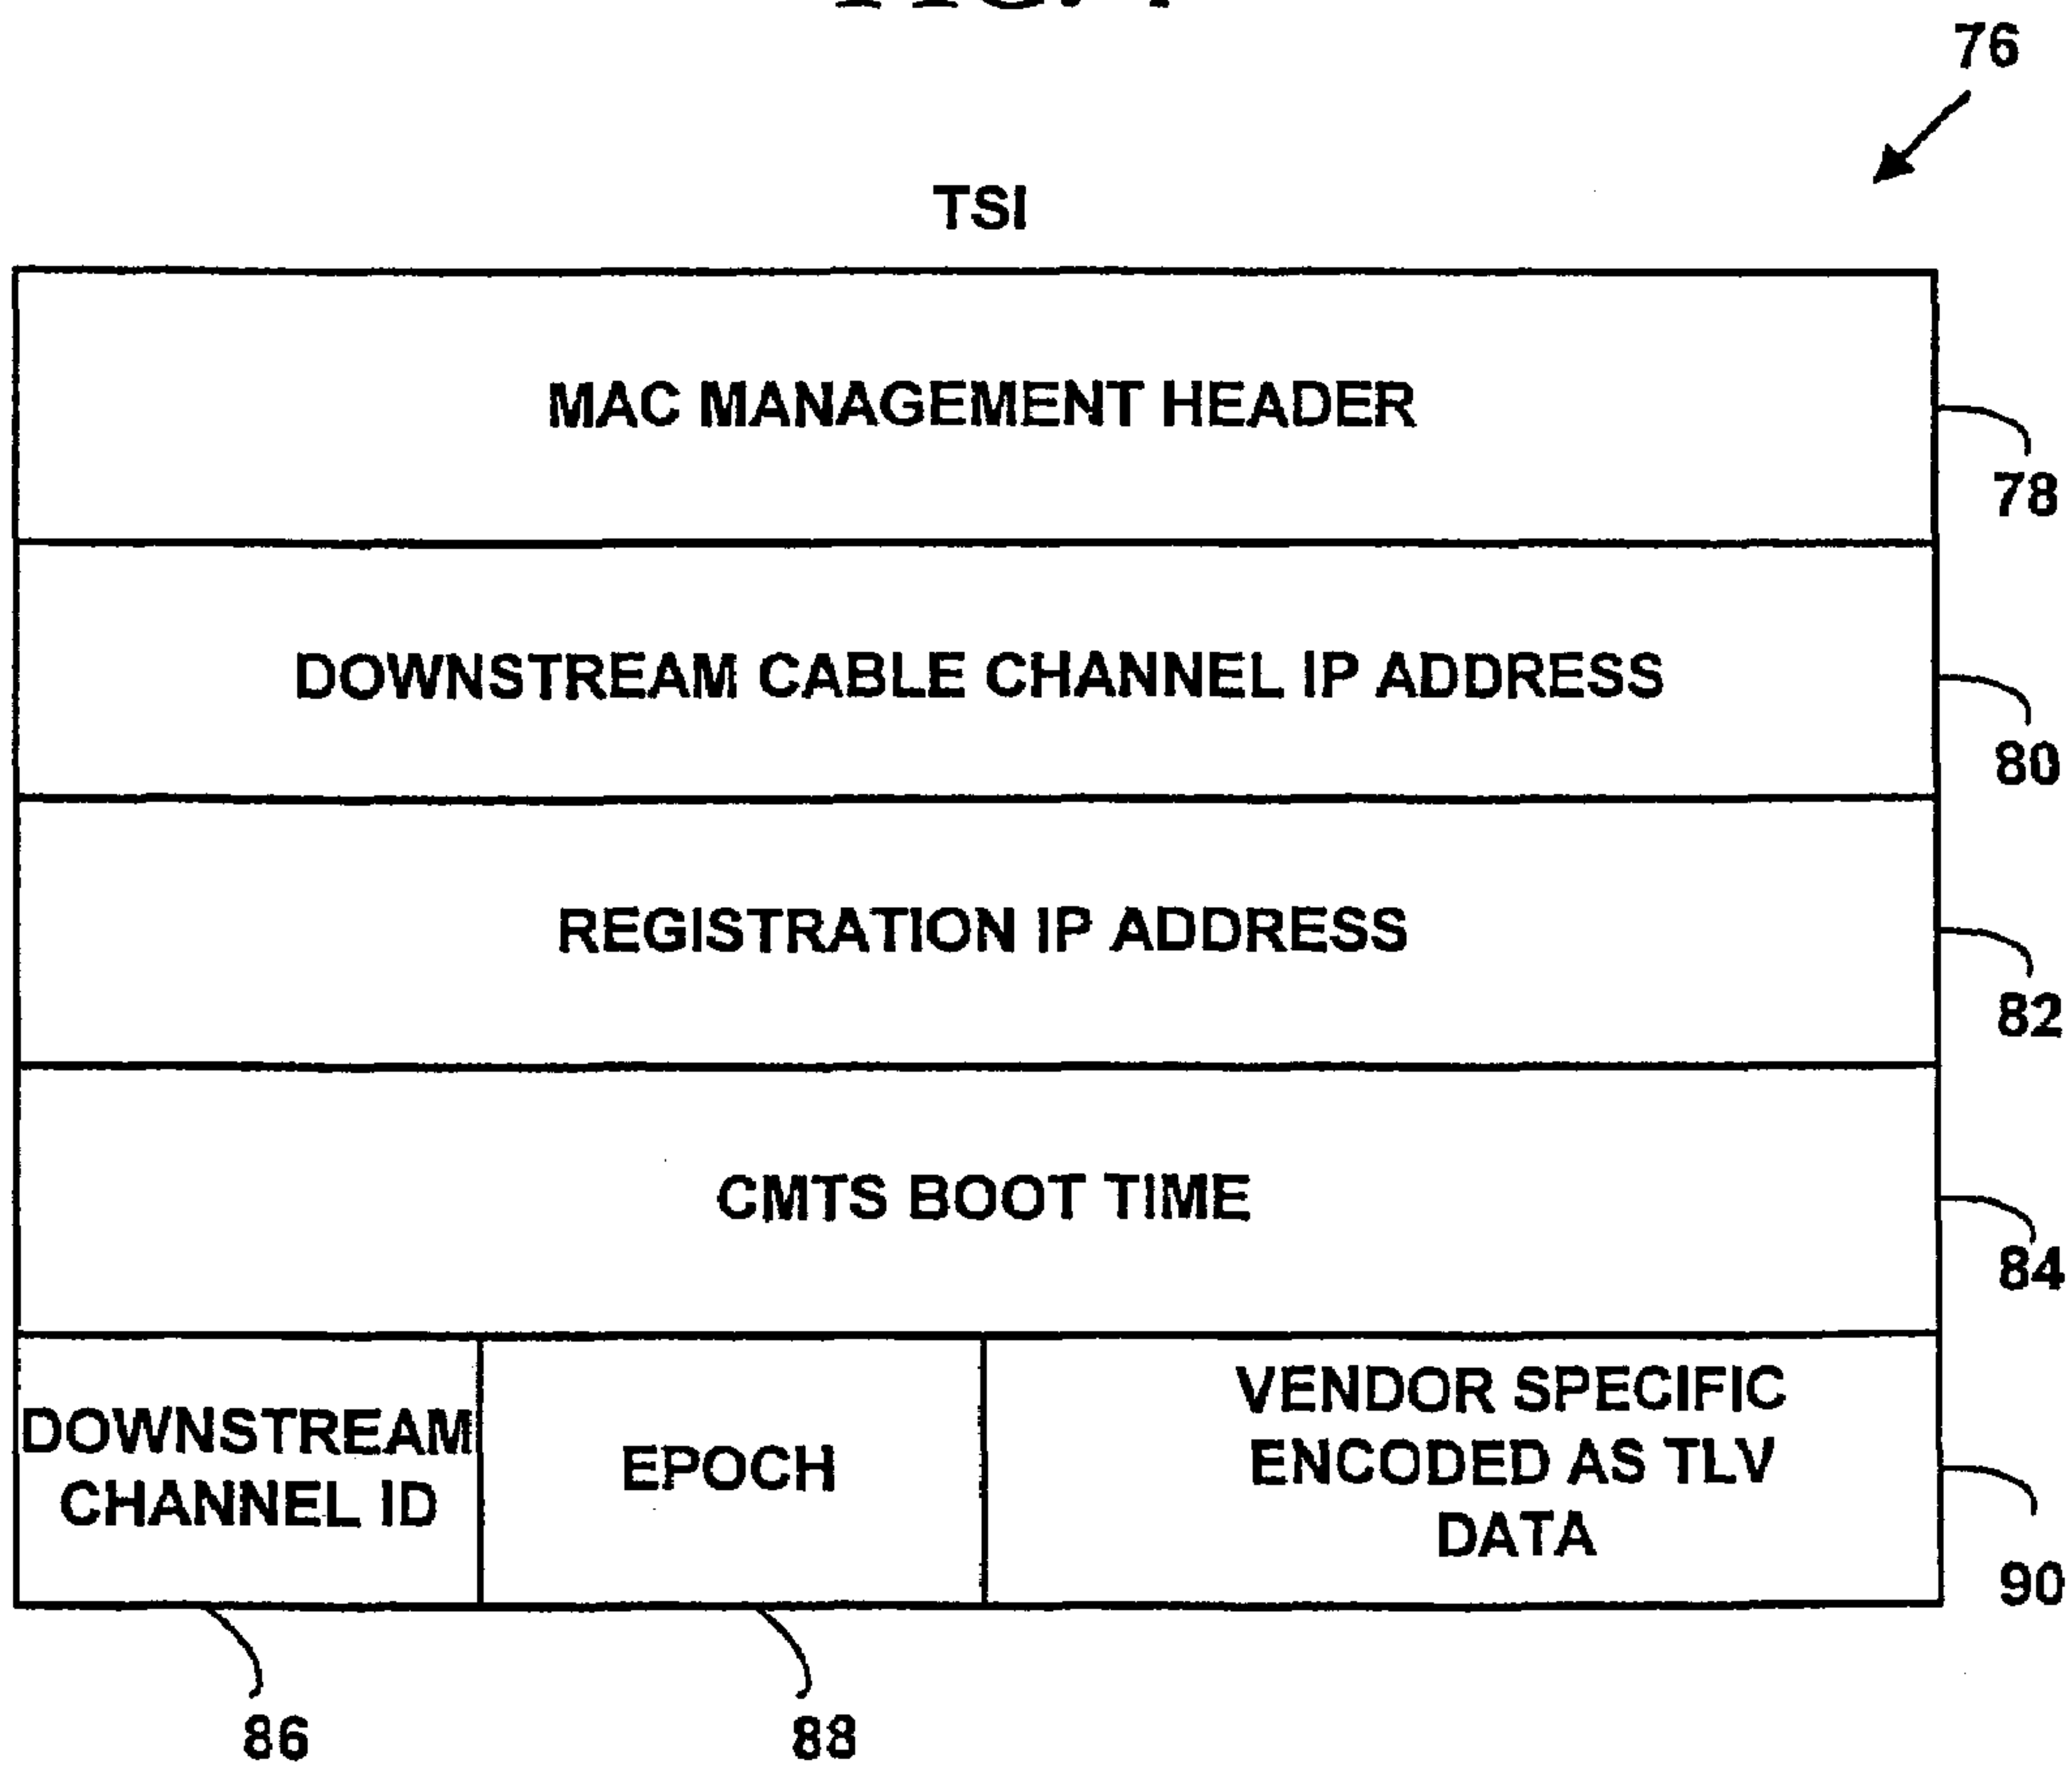 76
TSI
MAC MANAGEMENT HEADER
78
DOWNSTREAM CABLE CHANNEL IP ADDRESS
80
REGISTRATION IP ADDRESS
82
CMTS BOOT TIME
84
DOWNSTREAM
CHANNEL ID
EPOCH
VENDOR SPECIFIC
ENCODED AS TLV
DATA
90
86
88